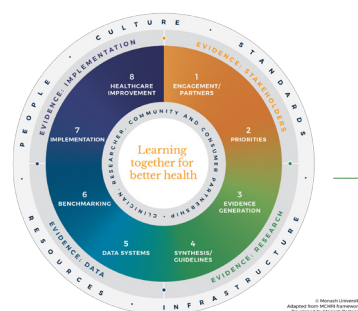 CULTURE
STANDARDS
INFRASTRUCTURE
RESOURCES
PEOPLE
EVIDENCE: IMPLEMENTATION
EVIDENCE: STAKEHOLDERS
EVIDENCE: RESEARCH
EVIDENCE: DATA
1
ENGAGEMENT/
PARTNERS
2
PRIORITIES
3
EVIDENCE
GENERATION
4
SYNTHESIS/
GUIDELINES
5
DATA SYSTEMS
6
BENCHMARKING
7
IMPLEMENTATION
8
HEALTHCARE
IMPROVEMENT
CLINICIAN · RESEARCHER: COMMUNITY AND CONSUMER PARTNERSHIP
Learning
together for
better health
© Monash Universi
Adapted from MCHRI framewor